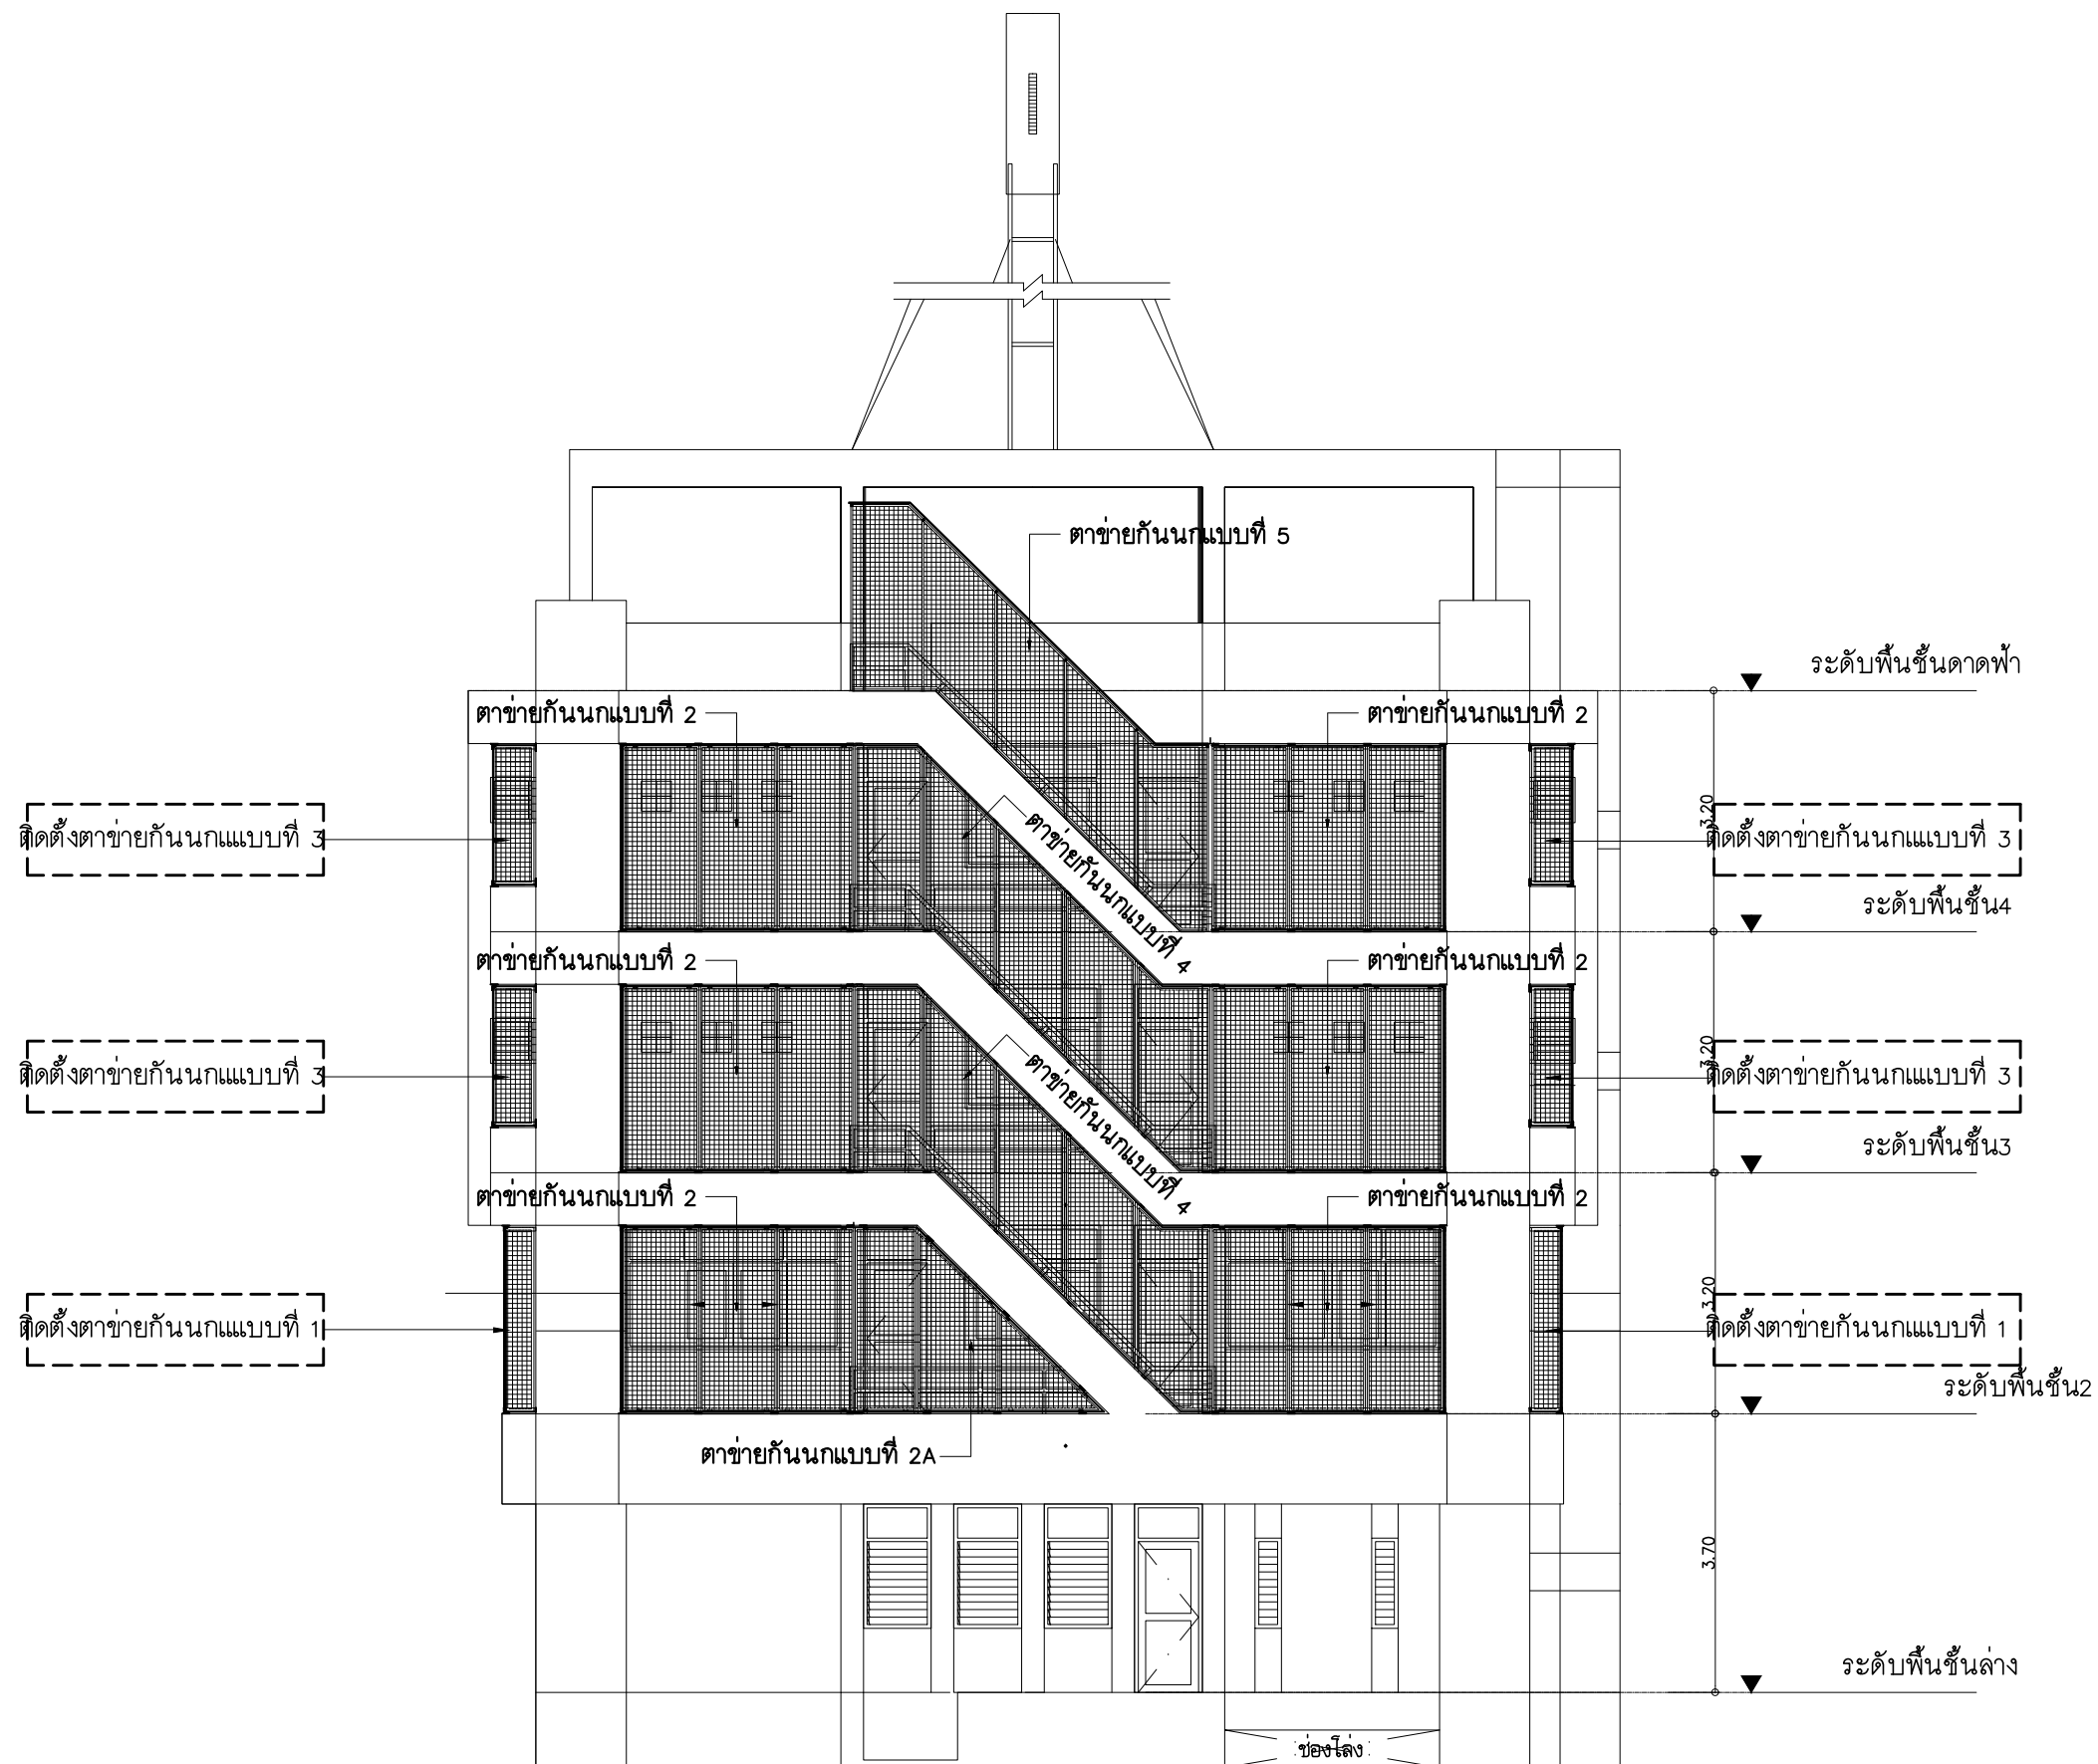 ตาข่ายกันนกแบบที่ 5
ระดับพื้นชั้นดาดฟ้า
ตาข่ายกันนกแบบที่ 2
ตาข่ายกันนกแบบที่ 2
3.20
ติดตั้งตาข่ายกันนกแแบบที่ 3
ตาข่ายกันนกแบบที่ 4
ติดตั้งตาข่ายกันนกแแบบที่ 3
ระดับพื้นชั้น4
ตาข่ายกันนกแบบที่ 2
ตาข่ายกันนกแบบที่ 2
3.20
ติดตั้งตาข่ายกันนกแแบบที่ 3
ตาข่ายกันนกแบบที่ 4
ติดตั้งตาข่ายกันนกแแบบที่ 3
ระดับพื้นชั้น3
ตาข่ายกันนกแบบที่ 2
ตาข่ายกันนกแบบที่ 2
3.20
ติดตั้งตาข่ายกันนกแแบบที่ 1
ติดตั้งตาข่ายกันนกแแบบที่ 1
ระดับพื้นชั้น2
ตาข่ายกันนกแบบที่ 2A
3.70
ระดับพื้นชั้นล่าง
ช่องโล่ง